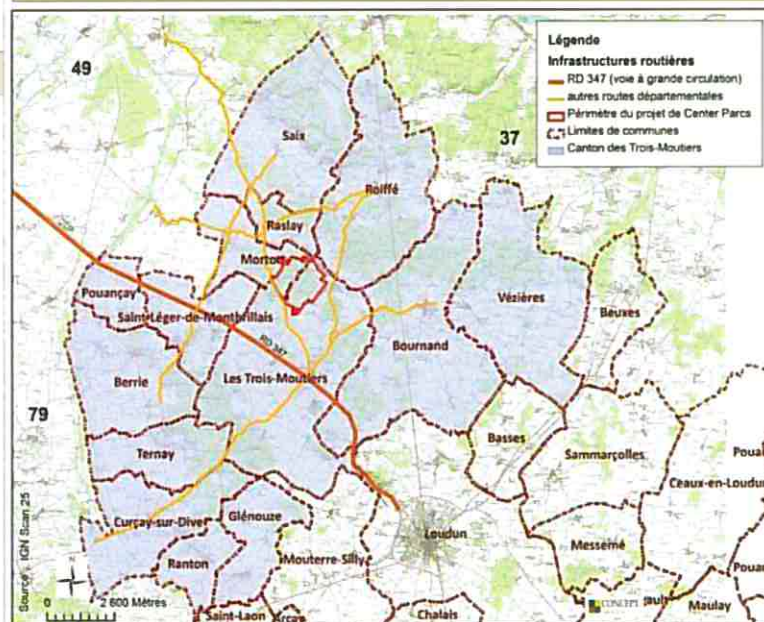 Légende
Infrastructures routières
RD 347 (voie à grande circulation)
autres routes départementales
Périmètre du projet de Center Parcs
Limites de communes
Canton des Trois-Moutiers
49
37
79
Saix
Roiffé
Raslay
Morton
Pouançay
Saint-Léger-de-Montbrillais
Vézières
Beuxes
RD 347
Bournand
Berrie
Les Trois-Moutiers
Basses
Ternay
Sammarçolles
Ceaux-en-Loudun
Curçay-sur-Dive
Glénouze
Loudun
Messemé
Ranton
Mouterre-Silly
Saint-Laon
Chalais
Maulay
CONCEPT
N
Source : IGN Scan 25
0 2 600 Mètres